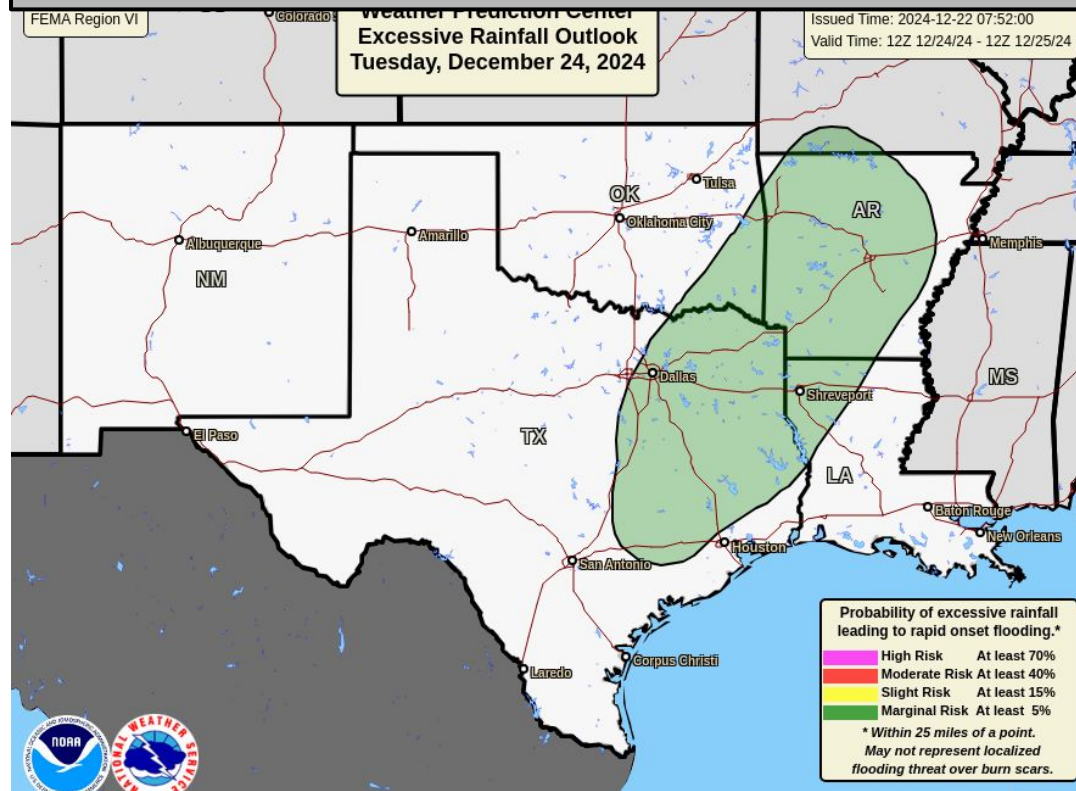 FEMA Region VI
Weather Prediction Center
Excessive Rainfall Outlook
Tuesday, December 24, 2024
Issued Time: 2024-12-22 07:52:00
Valid Time: 12Z 12/24/24 - 12Z 12/25/24
Colorado
Tulsa
OK
Oklahoma City
AR
Albuquerque
Amarillo
Memphis
NM
Dallas
MS
Shreveport
El Paso
TX
LA
Baton Rouge
New Orleans
Houston
San Antonio
Corpus Christi
Laredo
Probability of excessive rainfall
leading to rapid onset flooding.*
High Risk At least 70%
Moderate Risk At least 40%
Slight Risk At least 15%
Marginal Risk At least 5%
* Within 25 miles of a point.
May not represent localized
flooding threat over burn scars.
NOAA
NATIONAL WEATHER SERVICE